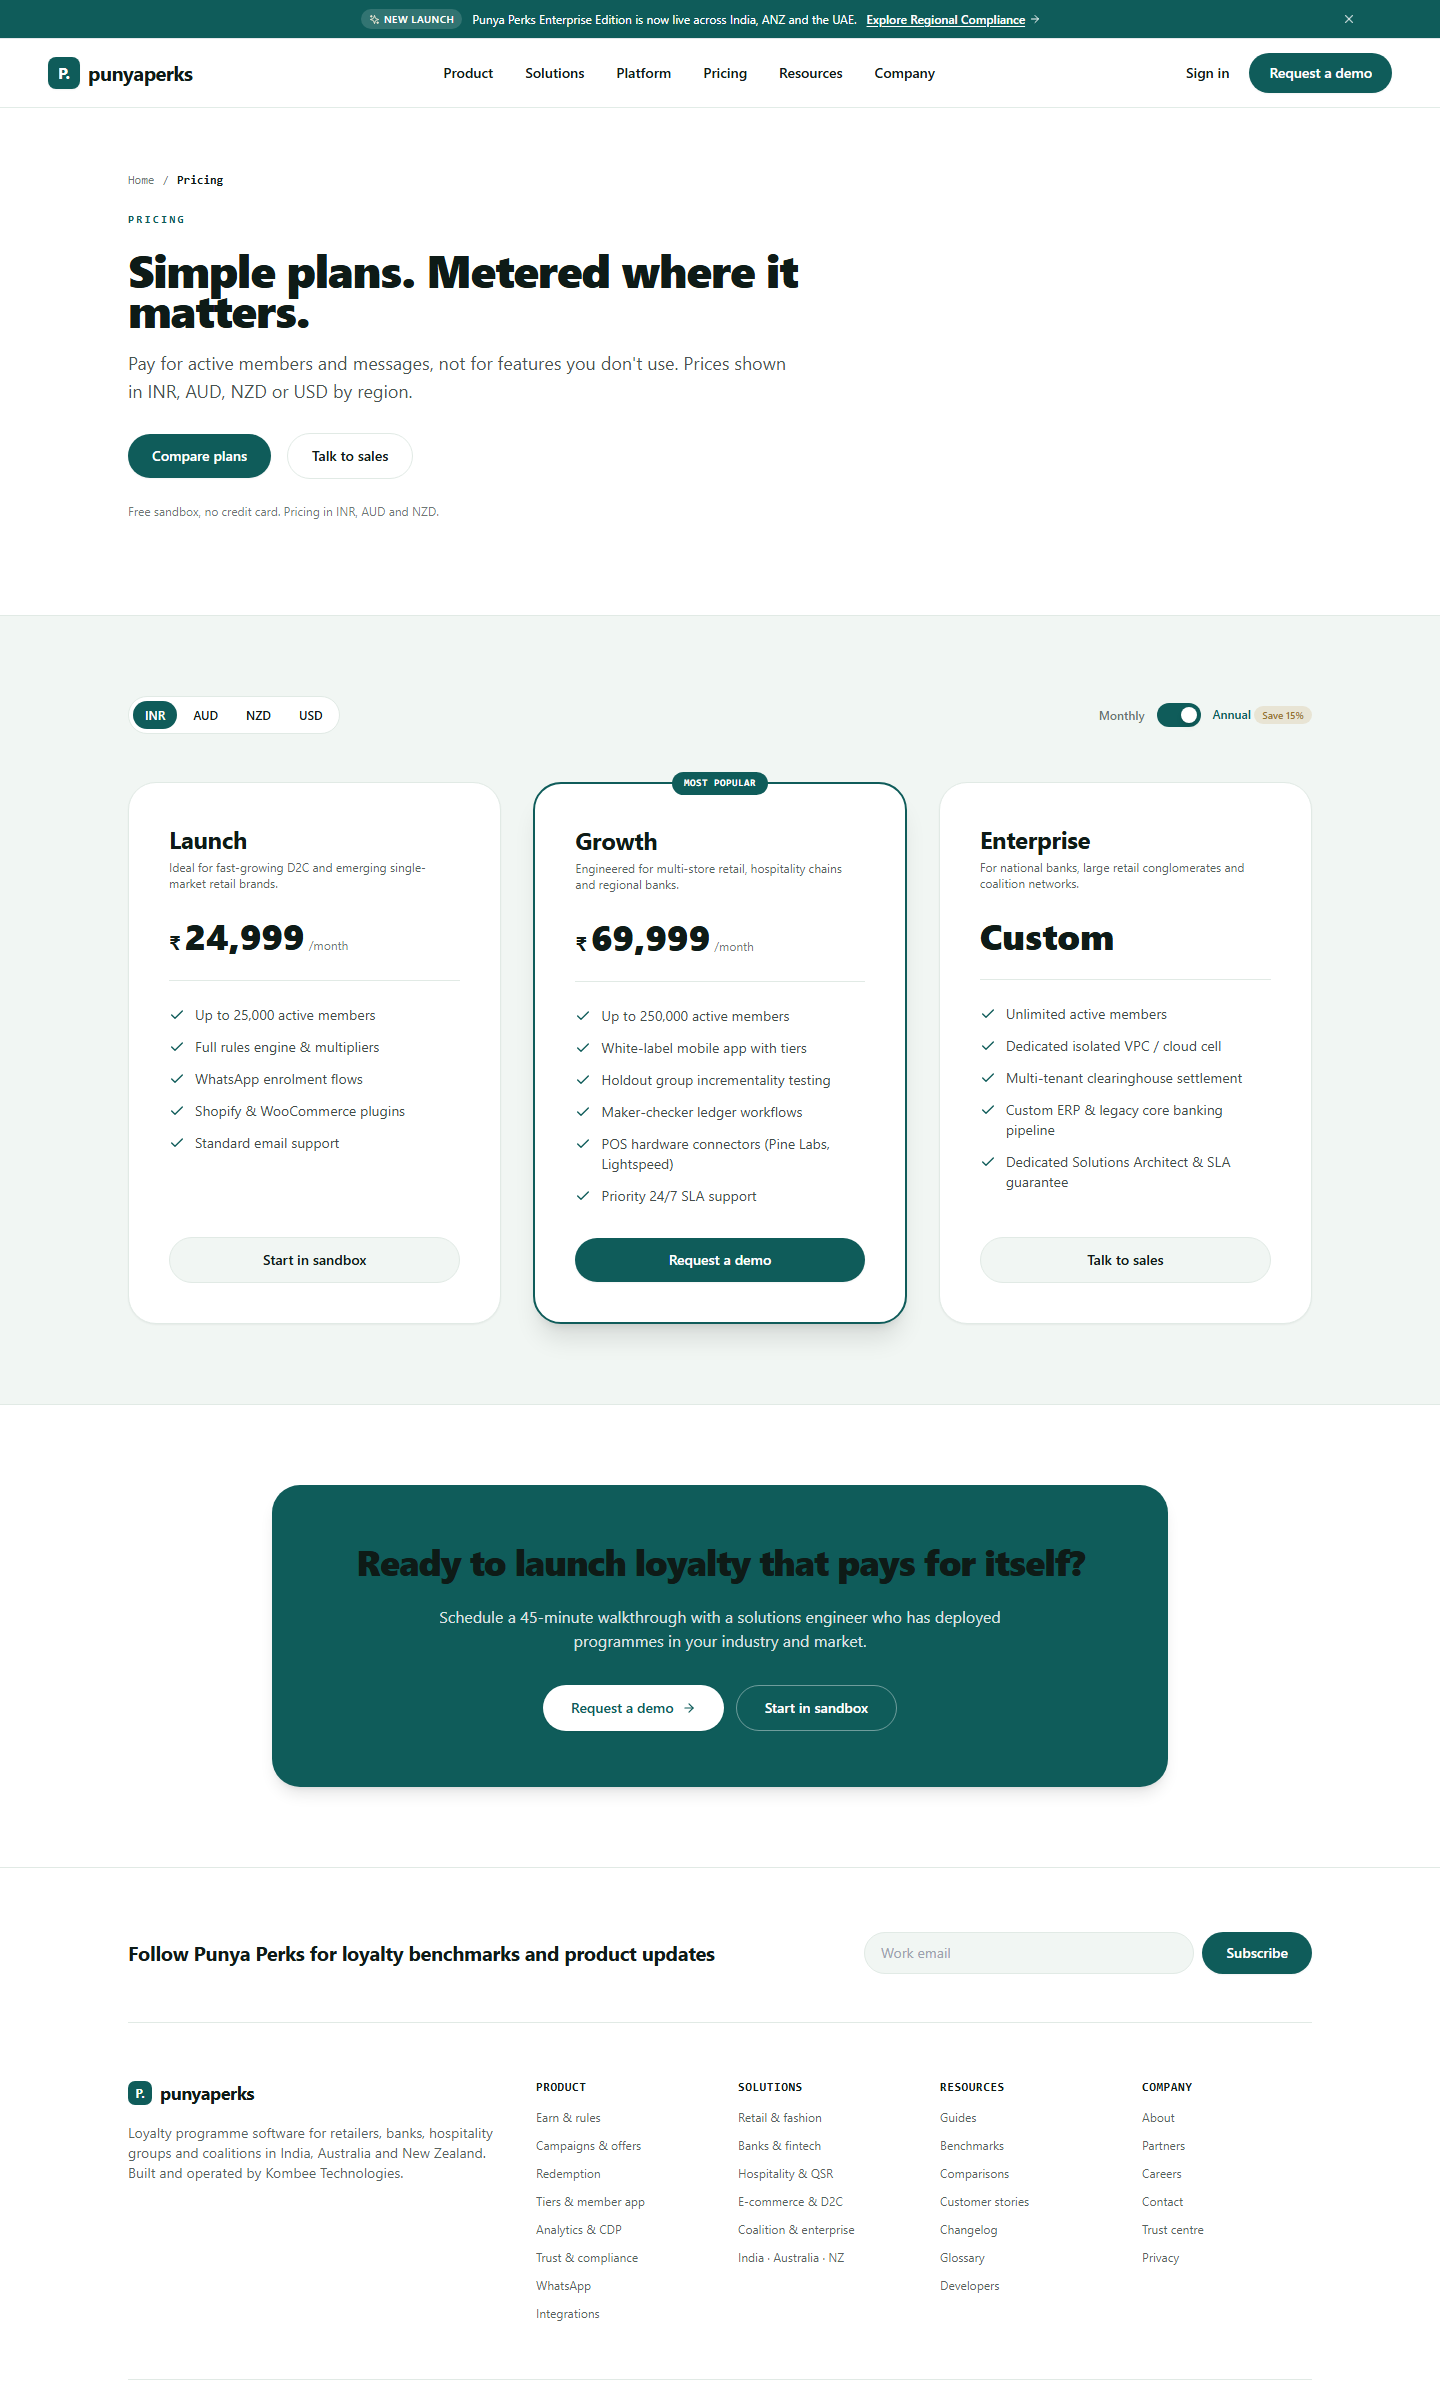 NEW LAUNCH Punya Perks Enterprise Edition is now live across India, ANZ and the UAE. Explore Regional Compliance → ×
P. punyaperks Product Solutions Platform Pricing Resources Company Sign in Request a demo
Home / Pricing
PRICING
Simple plans. Metered where it
matters.
Pay for active members and messages, not for features you don't use. Prices shown
in INR, AUD, NZD or USD by region.
Compare plans Talk to sales
Free sandbox, no credit card. Pricing in INR, AUD and NZD.
INR AUD NZD USD Monthly Annual Save 15%
Launch
Ideal for fast-growing D2C and emerging single-
market retail brands.
₹ 24,999 /month
Up to 25,000 active members
Full rules engine & multipliers
WhatsApp enrolment flows
Shopify & WooCommerce plugins
Standard email support
Start in sandbox
MOST POPULAR
Growth
Engineered for multi-store retail, hospitality chains
and regional banks.
₹ 69,999 /month
Up to 250,000 active members
White-label mobile app with tiers
Holdout group incrementality testing
Maker-checker ledger workflows
POS hardware connectors (Pine Labs,
Lightspeed)
Priority 24/7 SLA support
Request a demo
Enterprise
For national banks, large retail conglomerates and
coalition networks.
Custom
Unlimited active members
Dedicated isolated VPC / cloud cell
Multi-tenant clearinghouse settlement
Custom ERP & legacy core banking
pipeline
Dedicated Solutions Architect & SLA
guarantee
Talk to sales
Ready to launch loyalty that pays for itself?
Schedule a 45-minute walkthrough with a solutions engineer who has deployed
programmes in your industry and market.
Request a demo → Start in sandbox
Follow Punya Perks for loyalty benchmarks and product updates Work email Subscribe
P. punyaperks
Loyalty programme software for retailers, banks, hospitality
groups and coalitions in India, Australia and New Zealand.
Built and operated by Kombee Technologies.
PRODUCT
Earn & rules
Campaigns & offers
Redemption
Tiers & member app
Analytics & CDP
Trust & compliance
WhatsApp
Integrations
SOLUTIONS
Retail & fashion
Banks & fintech
Hospitality & QSR
E-commerce & D2C
Coalition & enterprise
India · Australia · NZ
RESOURCES
Guides
Benchmarks
Comparisons
Customer stories
Changelog
Glossary
Developers
COMPANY
About
Partners
Careers
Contact
Trust centre
Privacy